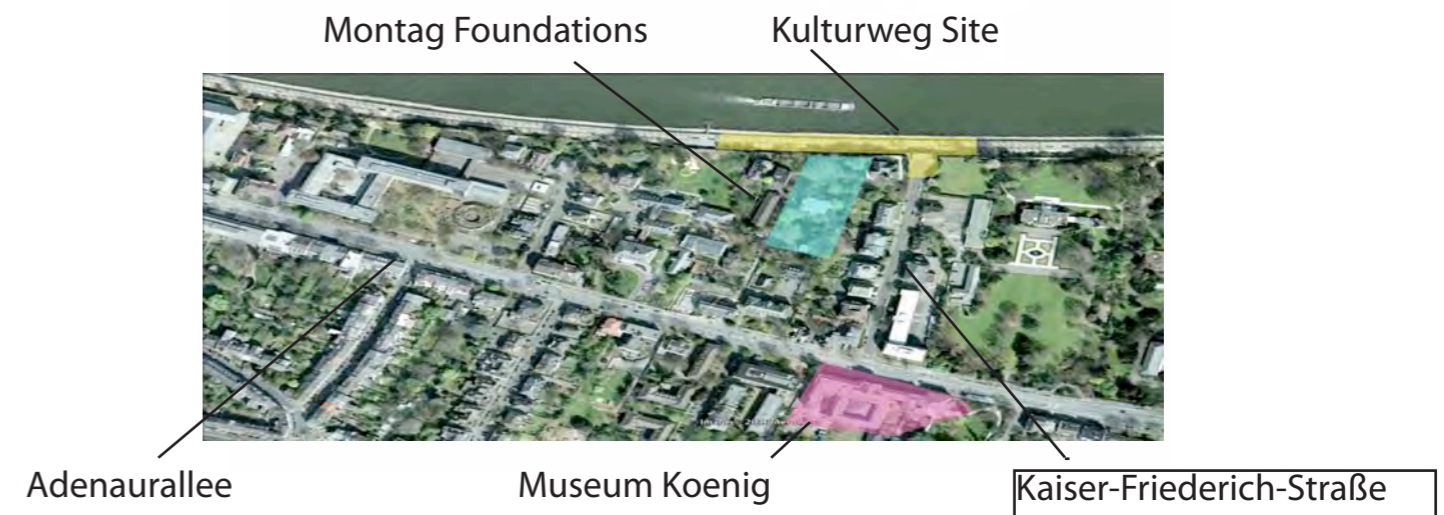 Montag Foundations
Kulturweg Site
Adenaurallee
Museum Koenig
Kaiser-Friederich-Straße